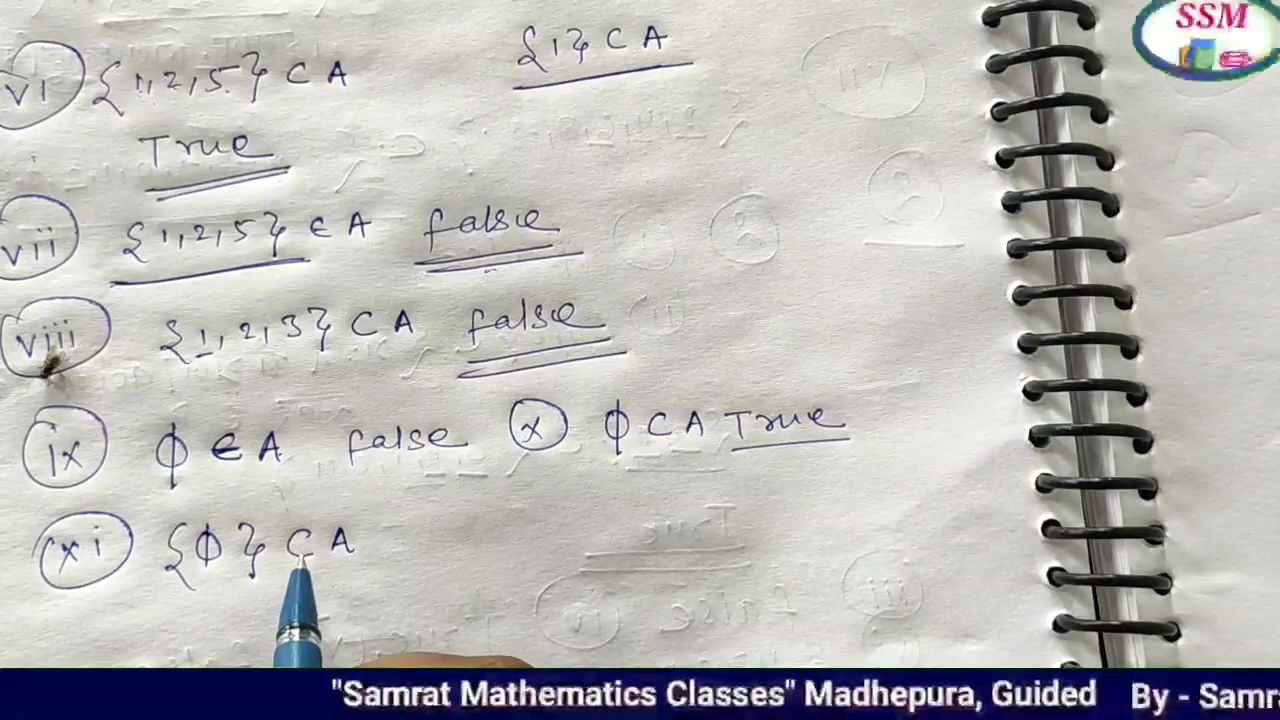 {1} ⊂ A
vi {1,2,5} ⊂ A
True
vii {1,2,5} ∈ A false
viii {1,2,3} ⊂ A false
ix ϕ ∈ A false x ϕ ⊂ A True
xi {ϕ} ⊂ A
SSM
"Samrat Mathematics Classes" Madhepura, Guided By - Samr